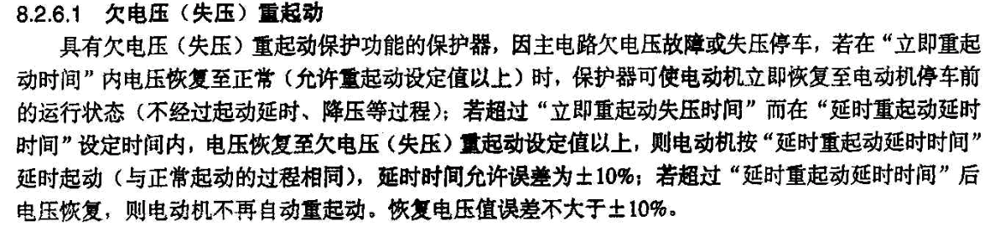 8.2.6.1 欠电压（失压）重起动
具有欠电压（失压）重起动保护功能的保护器，因主电路欠电压故障或失压停车，若在“立即重起
动时间”内电压恢复至正常（允许重起动设定值以上）时，保护器可使电动机立即恢复至电动机停车前
的运行状态（不经过起动延时、降压等过程）；若超过“立即重起动失压时间”而在“延时重起动延时
时间”设定时间内，电压恢复至欠电压（失压）重起动设定值以上，则电动机按“延时重起动延时时间”
延时起动（与正常起动的过程相同），延时时间允许误差为±10%；若超过“延时重起动延时时间”后
电压恢复，则电动机不再自动重起动。恢复电压值误差不大于±10%。